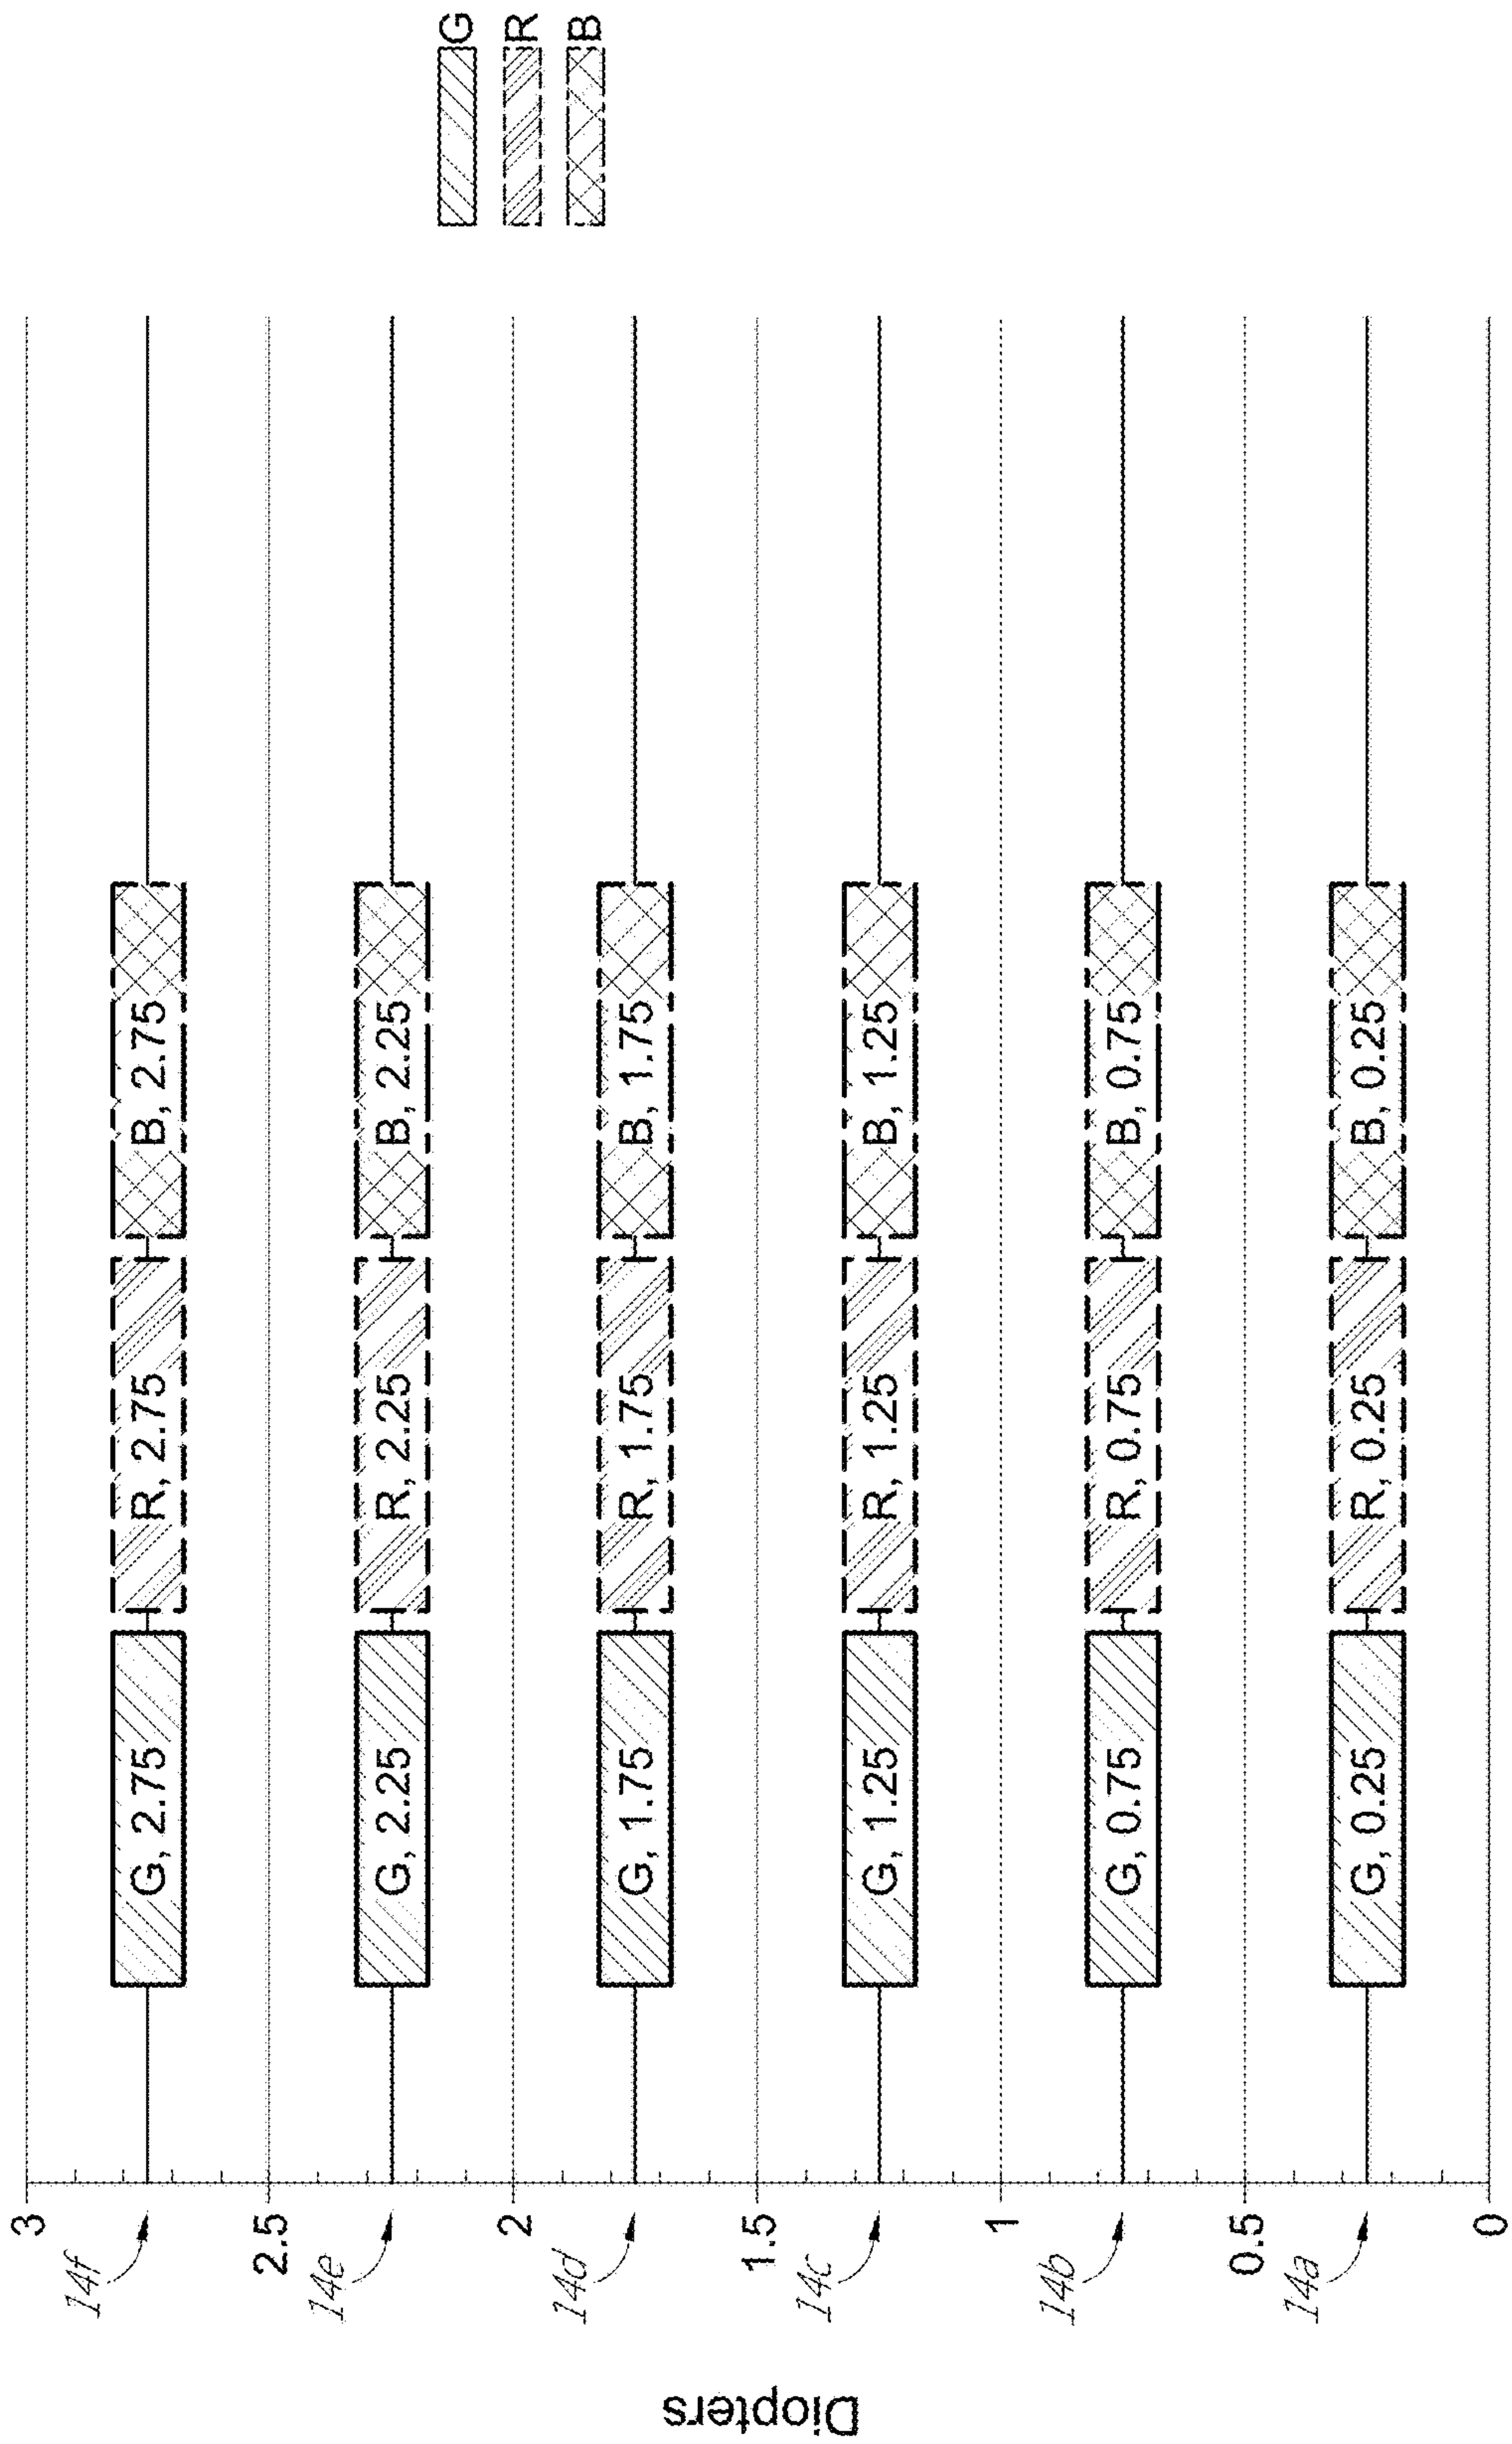 G
R
B
3
14f
G, 2.75
R, 2.75
B, 2.75
2.5
14e
G, 2.25
R, 2.25
B, 2.25
2
14d
G, 1.75
R, 1.75
B, 1.75
1.5
14c
G, 1.25
R, 1.25
B, 1.25
1
14b
G, 0.75
R, 0.75
B, 0.75
0.5
14a
G, 0.25
R, 0.25
B, 0.25
0
Diopters